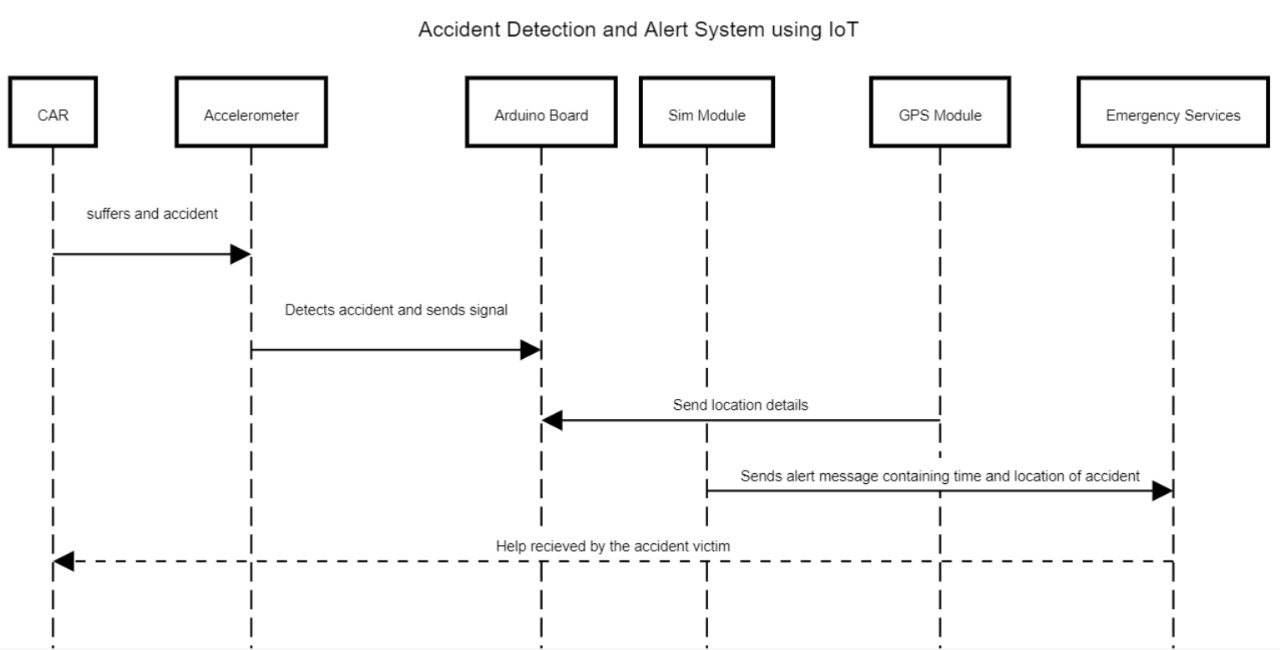 Accident Detection and Alert System using IoT
CAR
Accelerometer
Arduino Board
Sim Module
GPS Module
Emergency Services
suffers and accident
Detects accident and sends signal
Send location details
Sends alert message containing time and location of accident
Help recieved by the accident victim